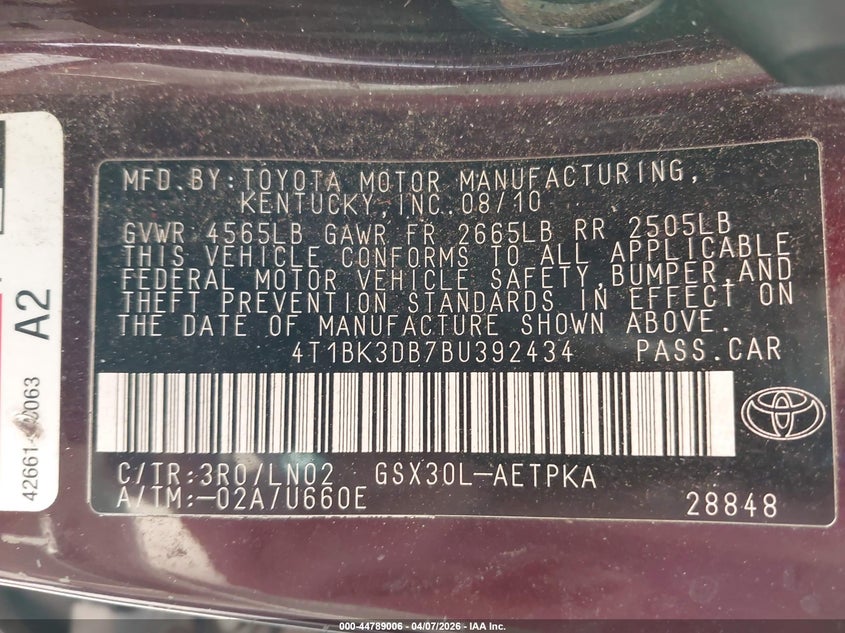 MFD.BY:TOYOTA MOTOR MANUFACTURING,
KENTUCKY,INC.08/10
GVWR 4565LB GAWR FR 2665LB RR 2505LB
THIS VEHICLE CONFORMS TO ALL APPLICABLE
FEDERAL MOTOR VEHICLE SAFETY,BUMPER,AND
THEFT PREVENTION STANDARDS IN EFFECT ON
THE DATE OF MANUFACTURE SHOWN ABOVE.
4T1BK3DB7BU392434 PASS.CAR
C/TR:3R0/LN02 GSX30L-AETPKA
A/TM:-02A/U660E
28848
A2
000-44789006 - 04/07/2026 - IAA Inc.